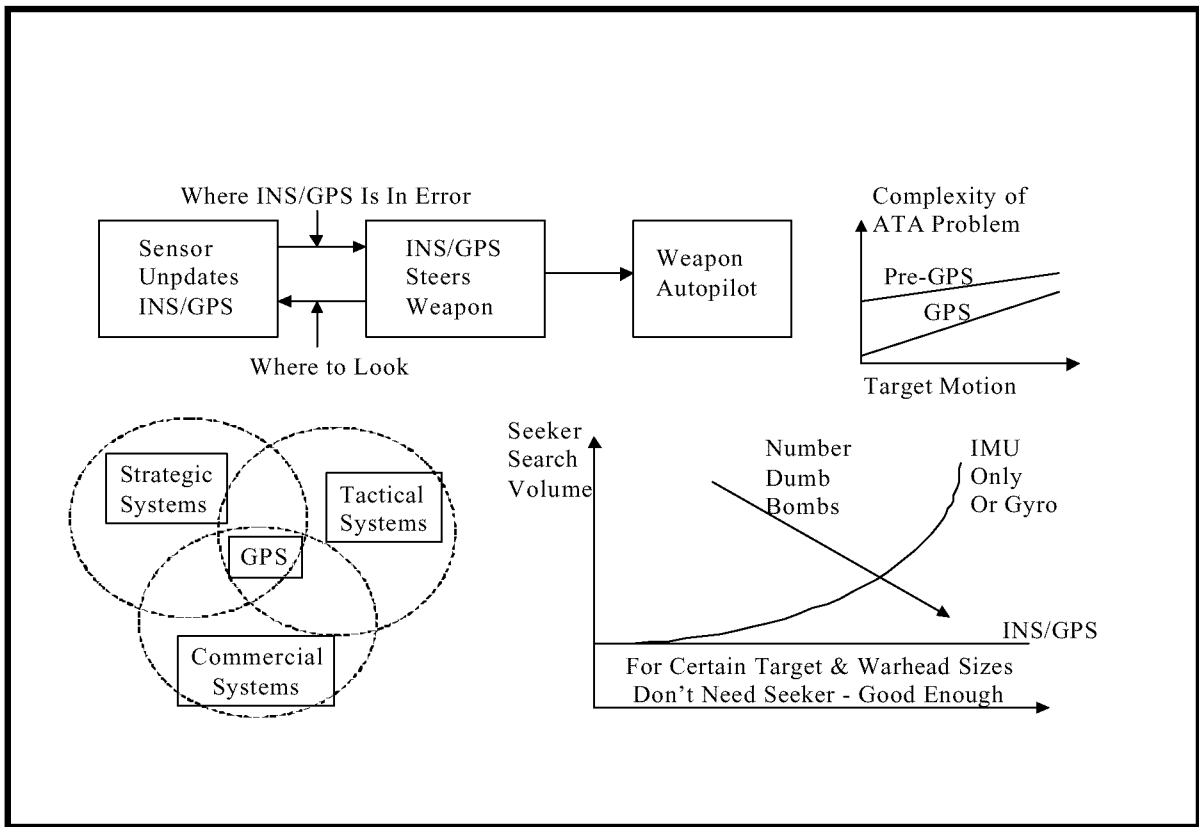 Where INS/GPS Is In Error
Sensor
Unpdates
INS/GPS
INS/GPS
Steers
Weapon
Weapon
Autopilot
Where to Look
Complexity of
ATA Problem
Pre-GPS
GPS
Target Motion
Strategic
Systems
Tactical
Systems
GPS
Commercial
Systems
Seeker
Search
Volume
Number
Dumb
Bombs
IMU
Only
Or Gyro
INS/GPS
For Certain Target & Warhead Sizes
Don't Need Seeker - Good Enough